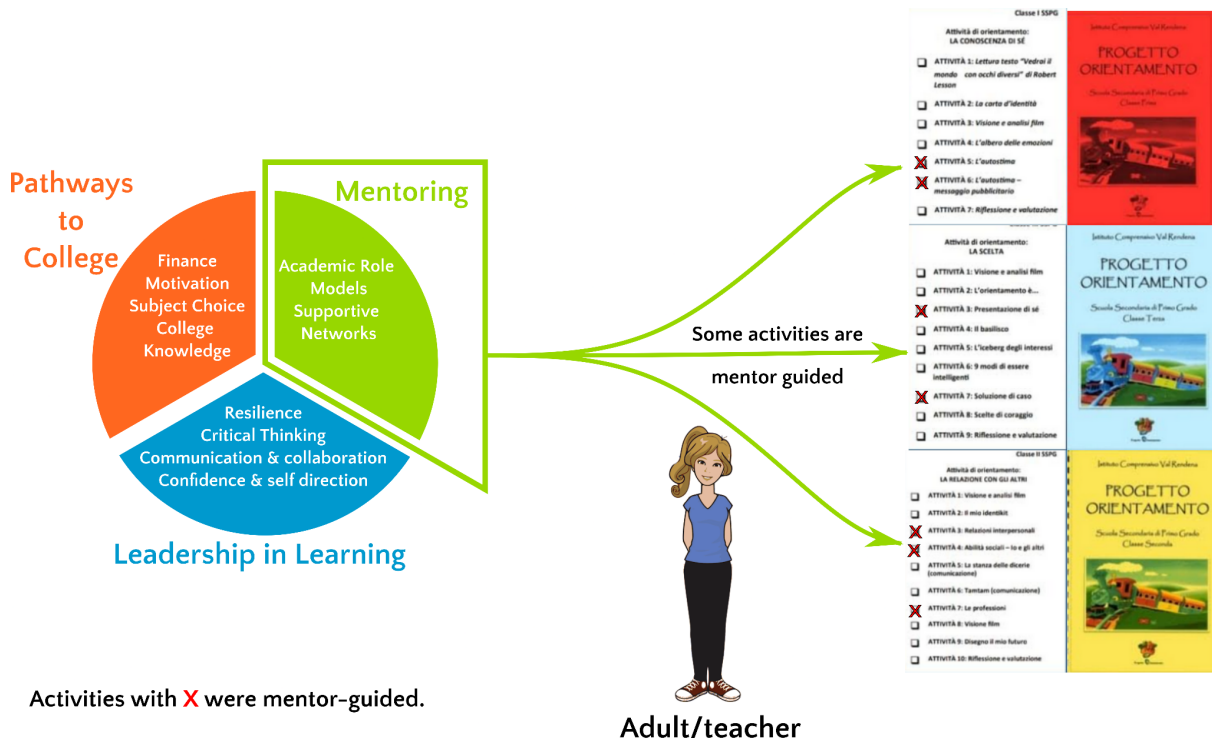 Pathways
to
College
Finance
Motivation
Subject Choice
College
Knowledge
Mentoring
Academic Role
Models
Supportive
Networks
Resilience
Critical Thinking
Communication & collaboration
Confidence & self direction
Leadership in Learning
Activities with X were mentor-guided.
Some activities are
mentor guided
Adult/teacher
Classe I SSPG
Attività di orientamento:
LA CONOSCENZA DI SÉ
ATTIVITÀ 1: Lettura testo "Vedrai il
mondo con occhi diversi" di Robert
Lesson
ATTIVITÀ 2: La carta d'identità
ATTIVITÀ 3: Visione e analisi film
ATTIVITÀ 4: L'albero delle emozioni
X ATTIVITÀ 5: L'autostima
X ATTIVITÀ 6: L'autostima –
messaggio pubblicitario
ATTIVITÀ 7: Riflessione e valutazione
Istituto Comprensivo Val Rendena
PROGETTO
ORIENTAMENTO
Scuola Secondaria di Primo Grado
Classe Prima
Attività di orientamento:
LA SCELTA
ATTIVITÀ 1: Visione e analisi film
ATTIVITÀ 2: L'orientamento è...
X ATTIVITÀ 3: Presentazione di sé
ATTIVITÀ 4: Il basilisco
ATTIVITÀ 5: L'iceberg degli interessi
ATTIVITÀ 6: 9 modi di essere
intelligenti
X ATTIVITÀ 7: Soluzione di caso
ATTIVITÀ 8: Scelte di coraggio
ATTIVITÀ 9: Riflessione e valutazione
Istituto Comprensivo Val Rendena
PROGETTO
ORIENTAMENTO
Scuola Secondaria di Primo Grado
Classe Terza
Classe II SSPG
Attività di orientamento:
LA RELAZIONE CON GLI ALTRI
ATTIVITÀ 1: Visione e analisi film
ATTIVITÀ 2: Il mio identikit
X ATTIVITÀ 3: Relazioni interpersonali
X ATTIVITÀ 4: Abilità sociali – Io e gli altri
ATTIVITÀ 5: La stanza delle dicerie
(comunicazione)
ATTIVITÀ 6: Tamtam (comunicazione)
X ATTIVITÀ 7: Le professioni
ATTIVITÀ 8: Visione film
ATTIVITÀ 9: Disegno il mio futuro
ATTIVITÀ 10: Riflessione e valutazione
Istituto Comprensivo Val Rendena
PROGETTO
ORIENTAMENTO
Scuola Secondaria di Primo Grado
Classe Seconda